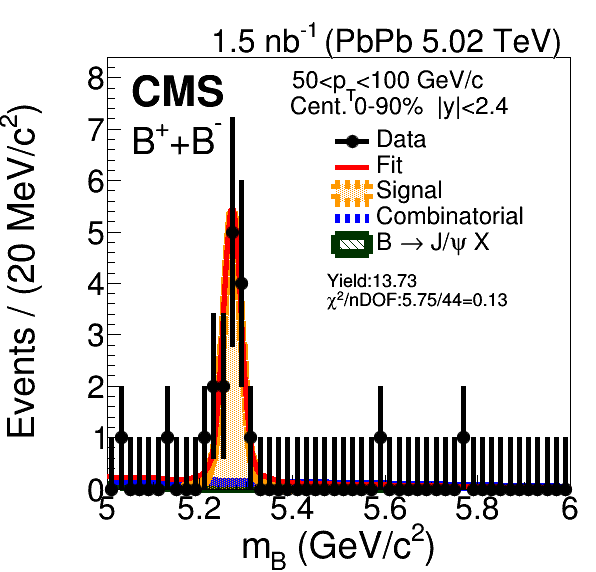 1.5 nb⁻¹ (PbPb 5.02 TeV)
CMS
B⁺+B⁻
50<p_T<100 GeV/c
Cent. 0-90% |y|<2.4
Data
Fit
Signal
Combinatorial
B → J/ψ X
Yield:13.73
χ²/nDOF:5.75/44=0.13
Events / (20 MeV/c²)
8
7
6
5
4
3
2
1
0
5 5.2 5.4 5.6 5.8 6
m_B (GeV/c²)